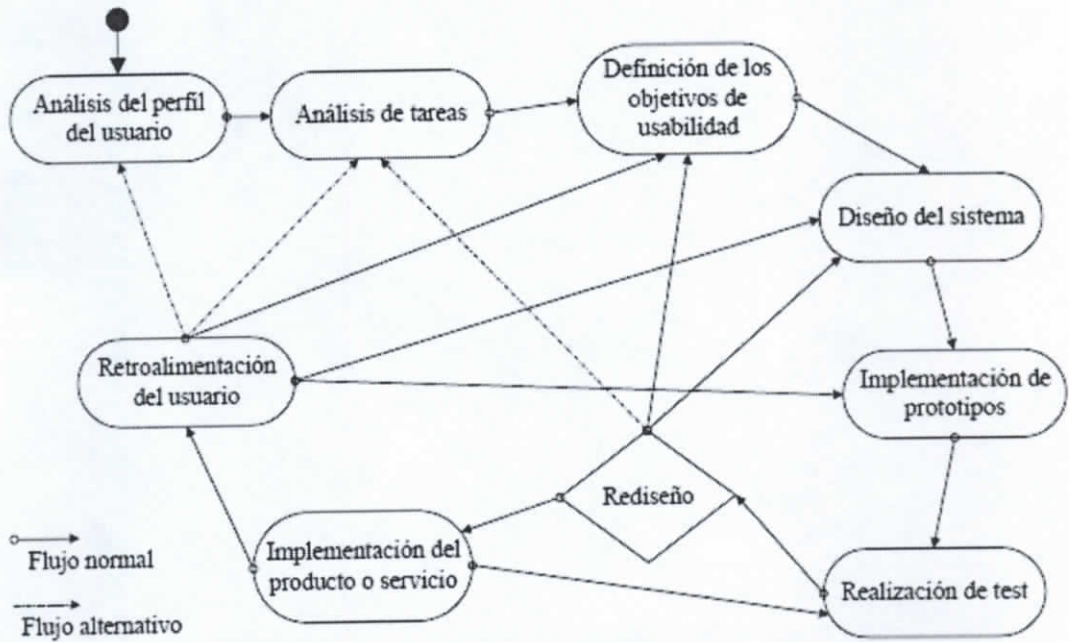 Análisis del perfil
del usuario
Análisis de tareas
Definición de los
objetivos de
usabilidad
Diseño del sistema
Retroalimentación
del usuario
Implementación de
prototipos
Rediseño
Implementación del
producto o servicio
Realización de test
Flujo normal
Flujo alternativo